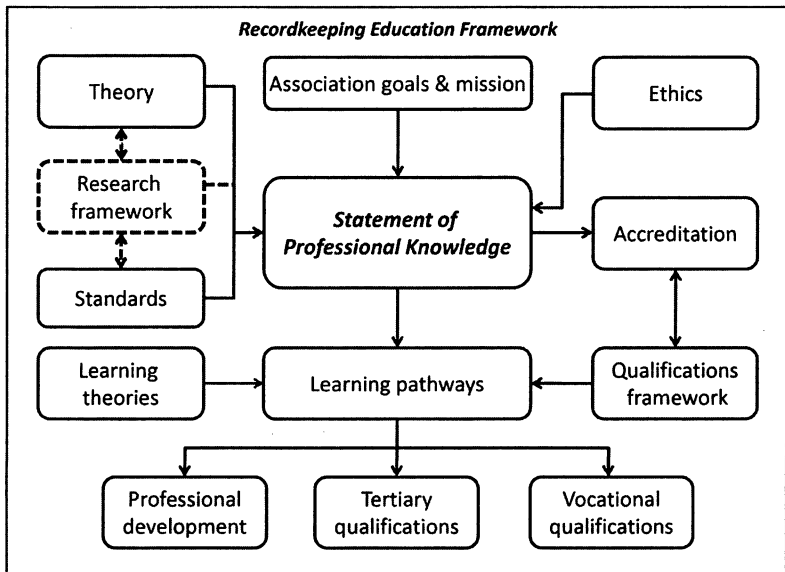 Recordkeeping Education Framework
Theory
Association goals & mission
Ethics
Research
framework
Statement of
Professional Knowledge
Accreditation
Standards
Learning
theories
Learning pathways
Qualifications
framework
Professional
development
Tertiary
qualifications
Vocational
qualifications